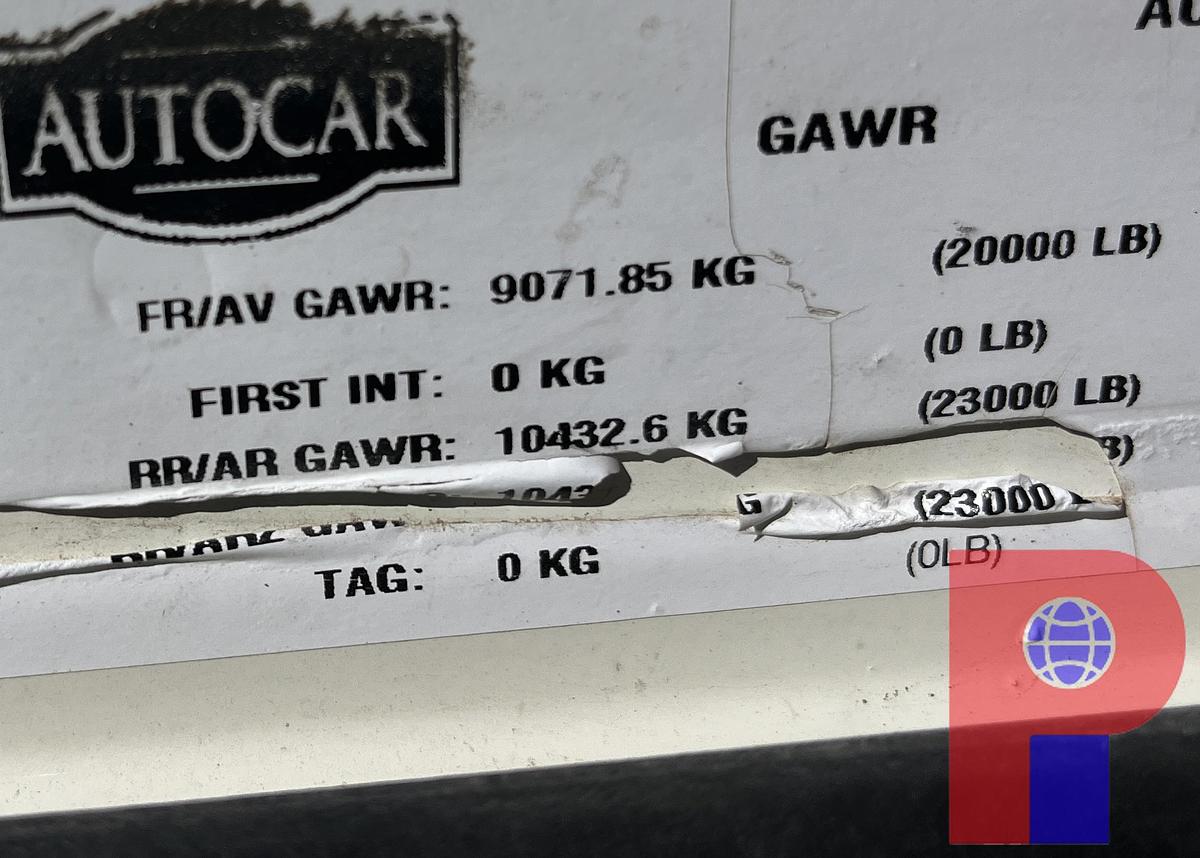 AUTOCAR
GAWR
FR/AV GAWR: 9071.85 KG (20000 LB)
FIRST INT: 0 KG (0 LB)
RR/AR GAWR: 10432.6 KG (23000 LB)
(23000
TAG: 0 KG (0LB)
P